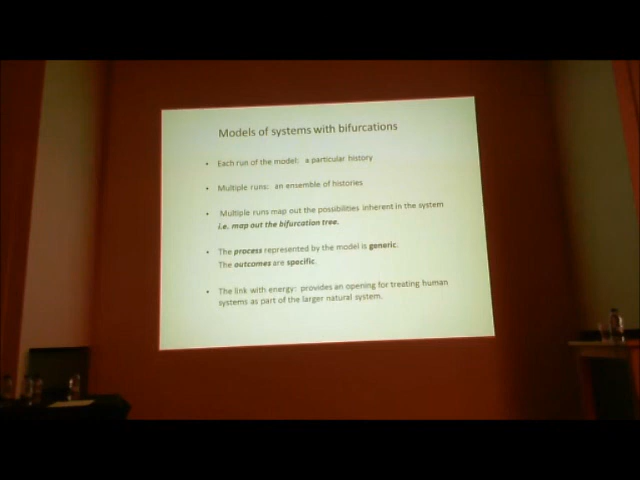 Models of systems with bifurcations
• Each run of the model: a particular history
• Multiple runs: an ensemble of histories
• Multiple runs map out the possibilities inherent in the system
i.e. map out the bifurcation tree.
• The process represented by the model is generic.
The outcomes are specific.
• The link with energy: provides an opening for treating human
systems as part of the larger natural system.